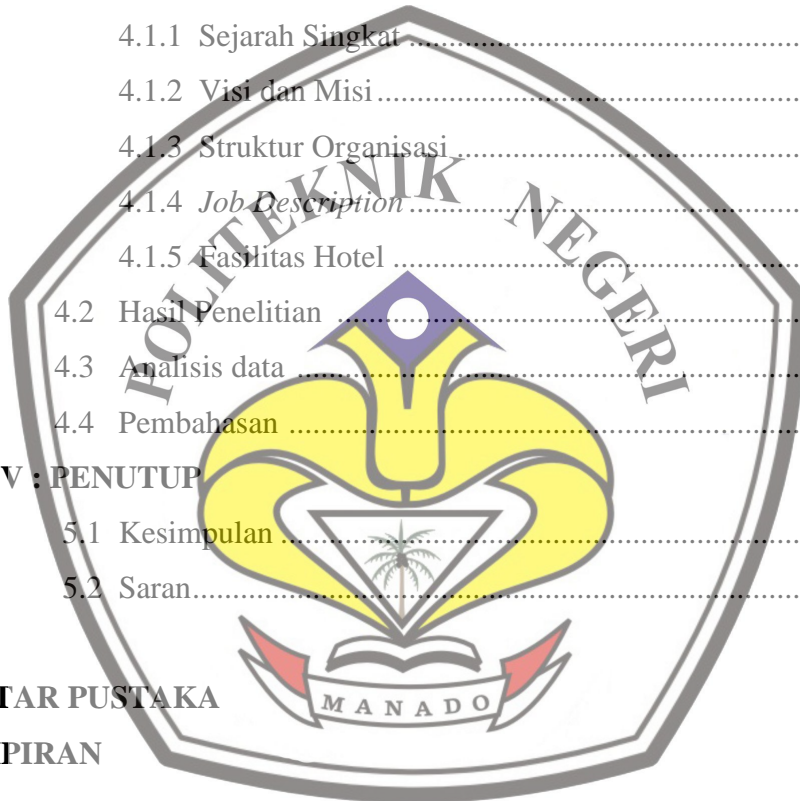 4.1.1 Sejarah Singkat ................................................
4.1.2 Visi dan Misi ....................................................
4.1.3 Struktur Organisasi ..........................................
4.1.4 Job Description ................................................
4.1.5 Fasilitas Hotel ..................................................
4.2 Hasil Penelitian ........................................................
4.3 Analisis data ............................................................
4.4 Pembahasan ...........................................................
V : PENUTUP
5.1 Kesimpulan .............................................................
5.2 Saran.......................................................................
TAR PUSTAKA
PIRAN
POLITEKNIK NEGERI
MANADO